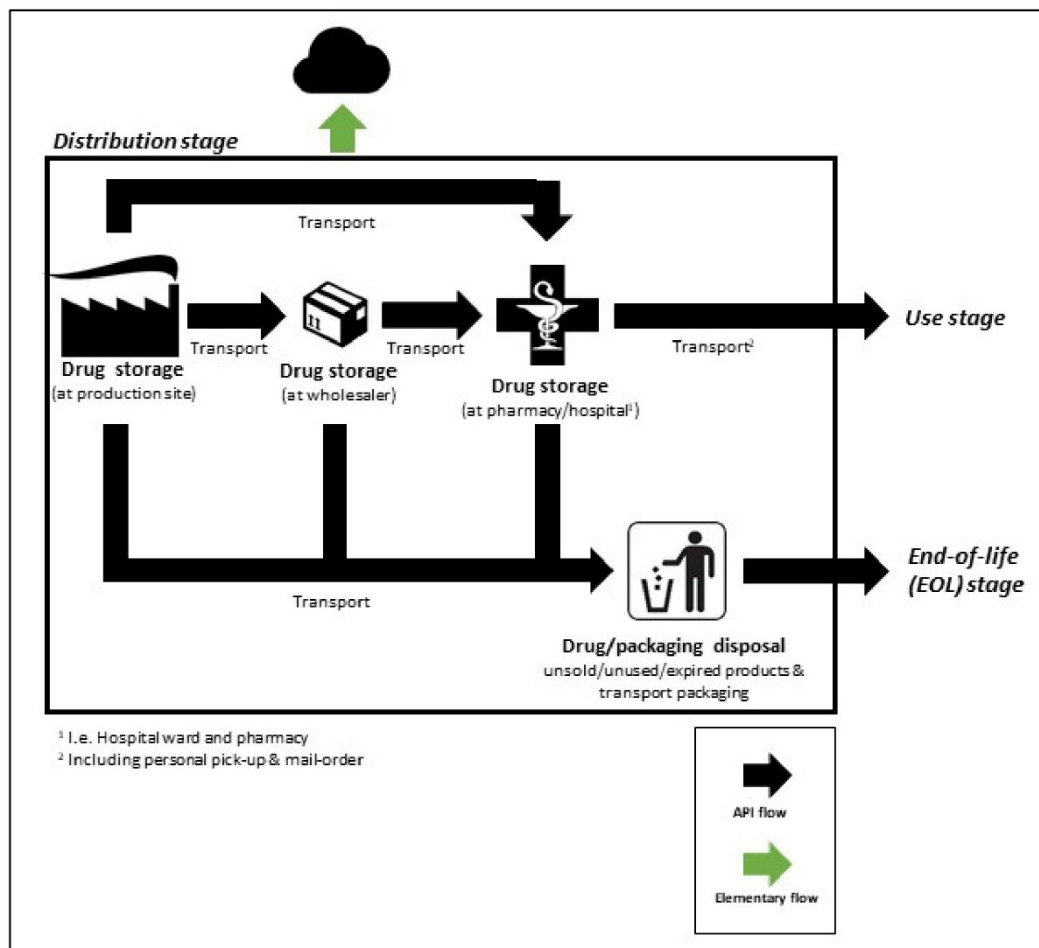 Distribution stage
Transport
Transport
Transport
Transport²
Use stage
Drug storage
(at production site)
Drug storage
(at wholesaler)
Drug storage
(at pharmacy/hospital¹)
Transport
End-of-life
(EOL) stage
Drug/packaging disposal
unsold/unused/expired products &
transport packaging
¹ I.e. Hospital ward and pharmacy
² Including personal pick-up & mail-order
API flow
Elementary flow